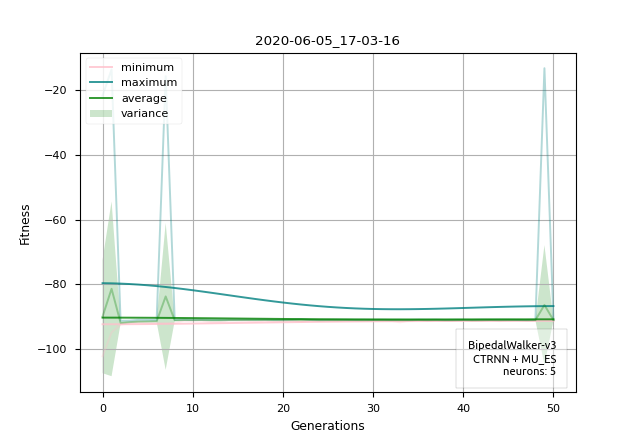 2020-06-05_17-03-16
minimum
maximum
average
variance
Fitness
−20
−40
−60
−80
−100
BipedalWalker-v3
CTRNN + MU_ES
neurons: 5
0 10 20 30 40 50
Generations